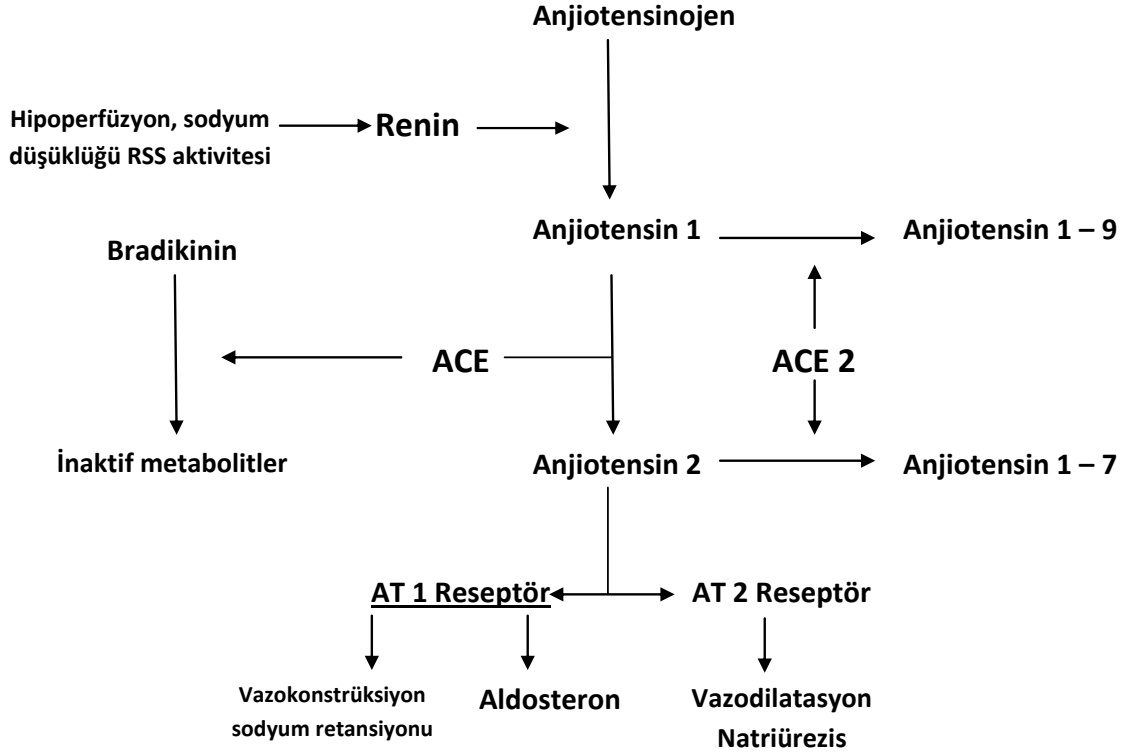 Anjiotensinojen
Hipoperfüzyon, sodyum
düşüklüğü RSS aktivitesi
Renin
Anjiotensin 1
Anjiotensin 1 – 9
Bradikinin
ACE
ACE 2
İnaktif metabolitler
Anjiotensin 2
Anjiotensin 1 – 7
AT 1 Reseptör
AT 2 Reseptör
Vazokonstrüksiyon
sodyum retansiyonu
Aldosteron
Vazodilatasyon
Natriürezis